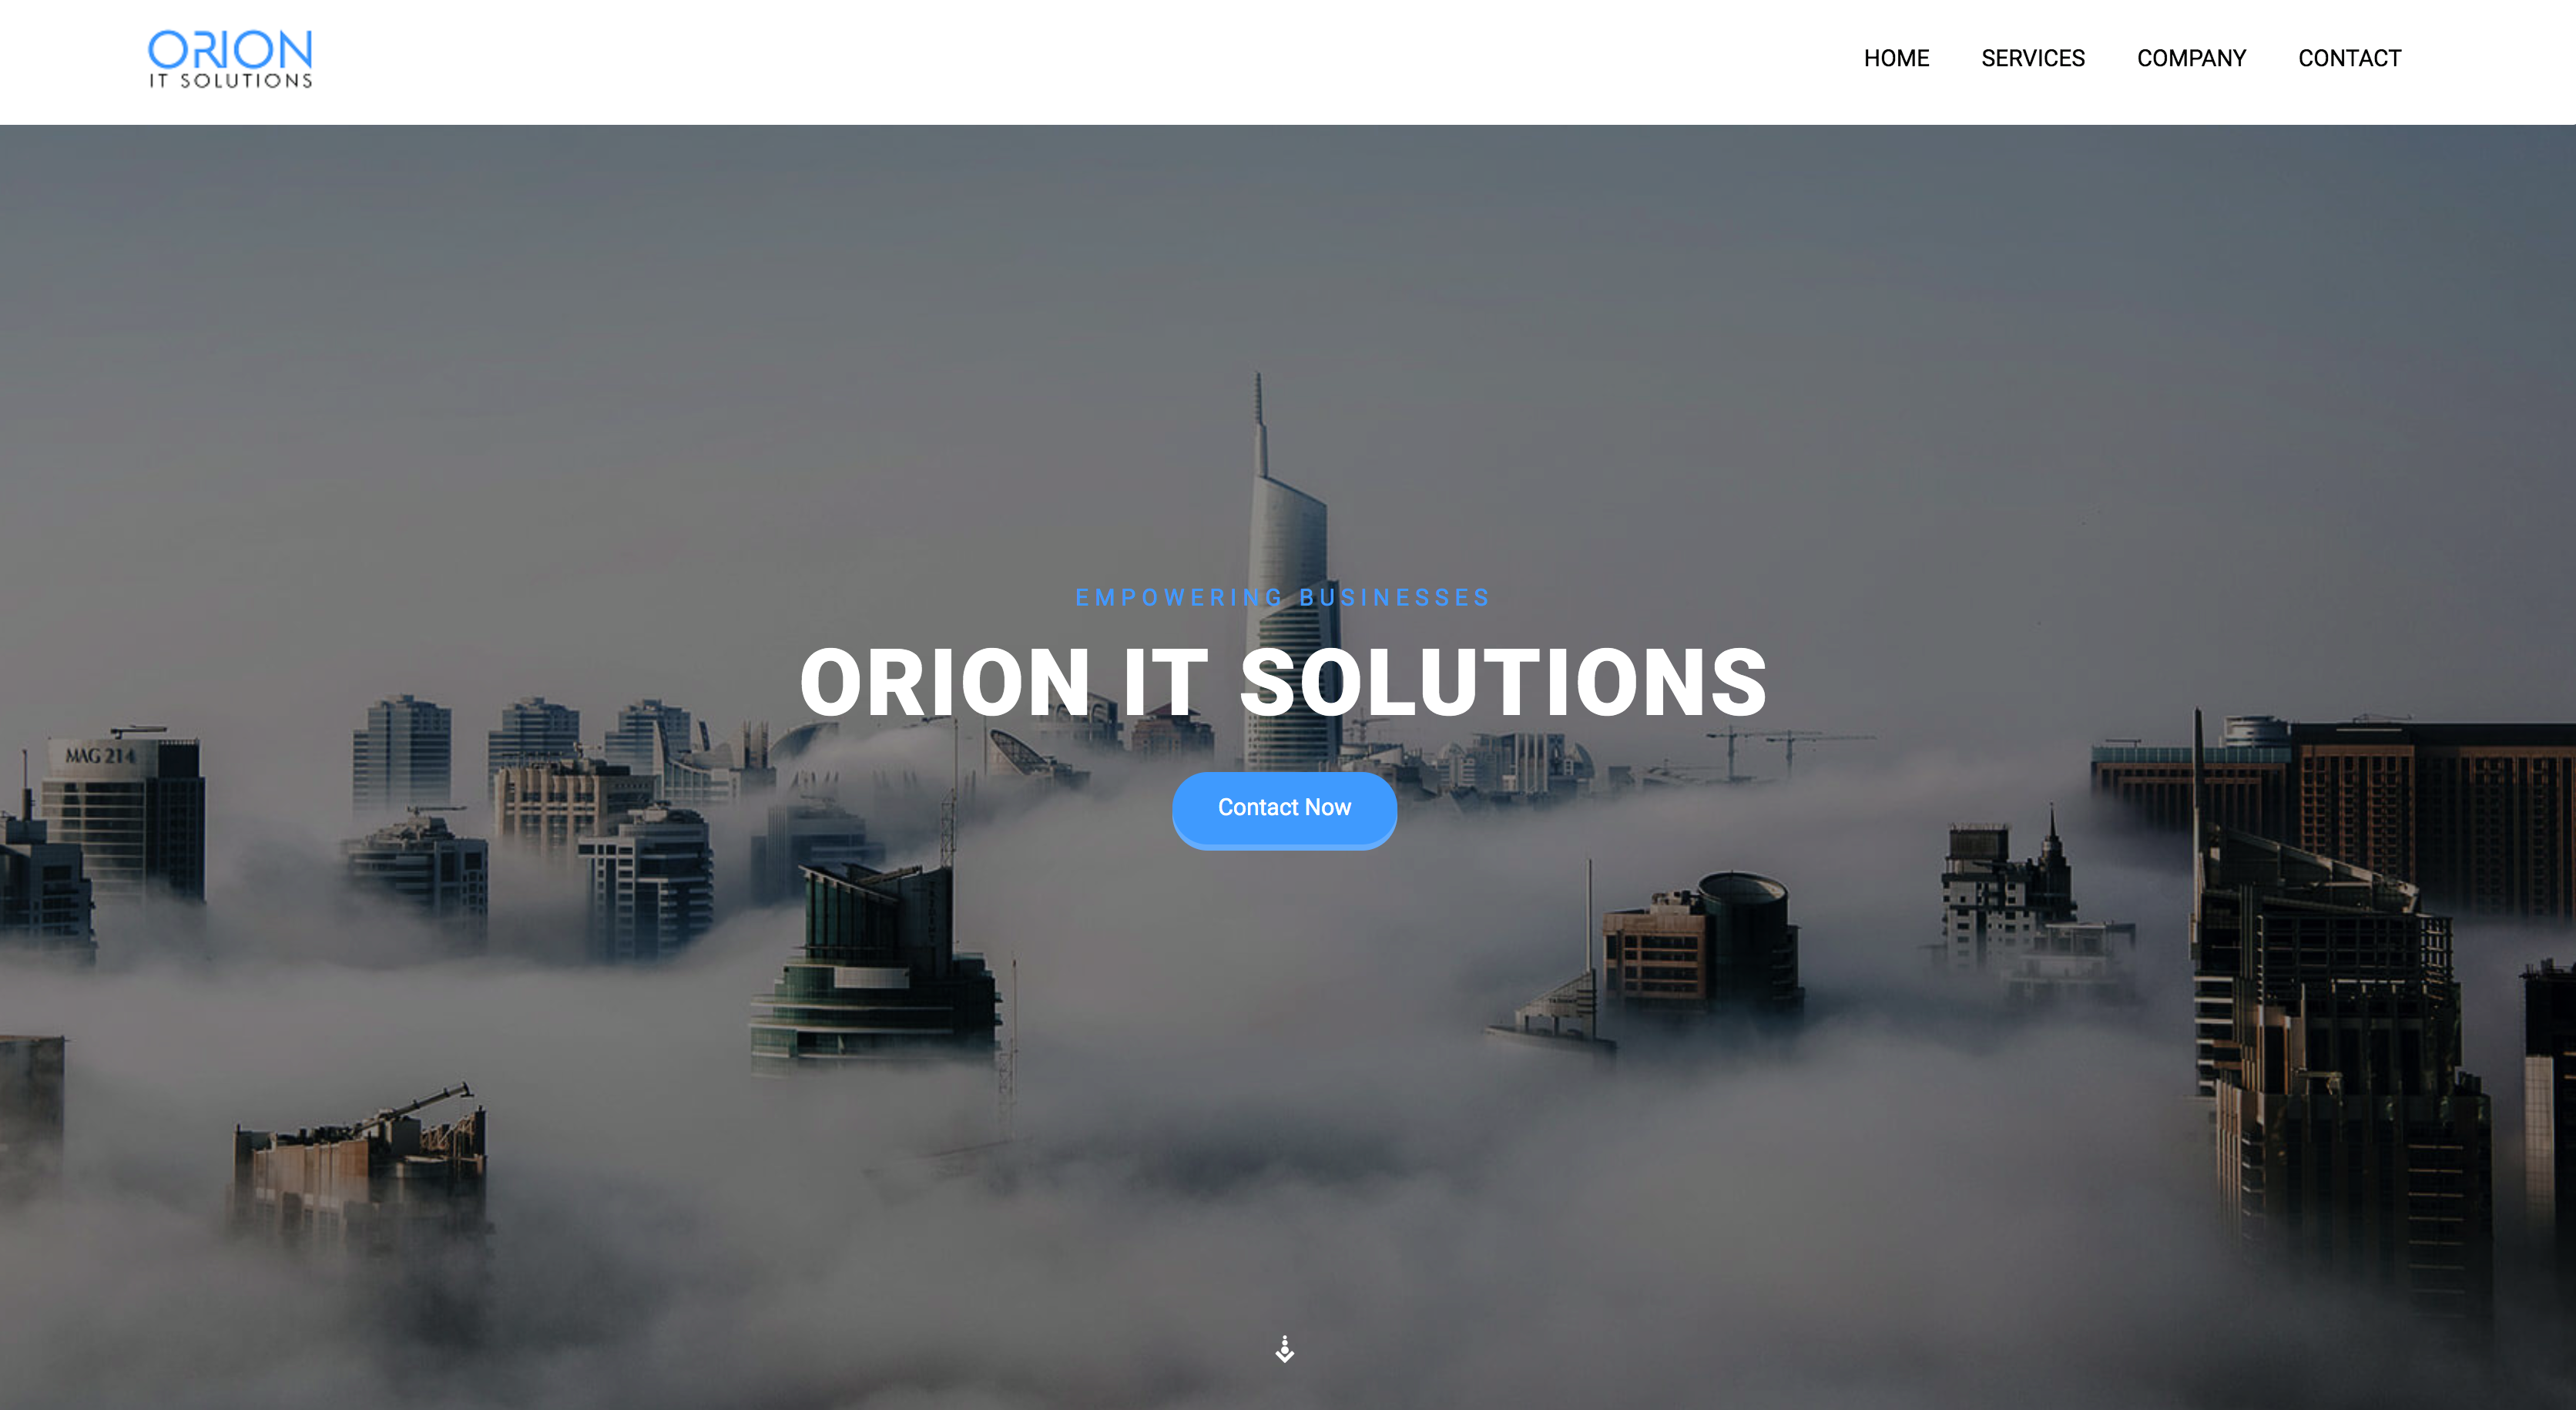 ORION
IT SOLUTIONS
HOME SERVICES COMPANY CONTACT
EMPOWERING BUSINESSES
ORION IT SOLUTIONS
MAG 214
Contact Now